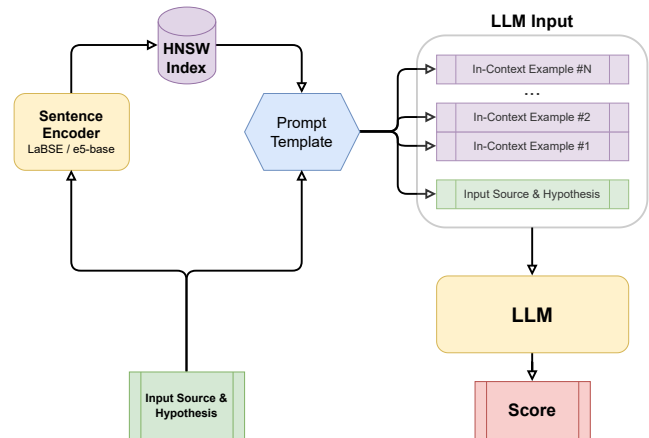 HNSW
Index
Sentence
Encoder
LaBSE / e5-base
Prompt
Template
LLM Input
In-Context Example #N
...
In-Context Example #2
In-Context Example #1
Input Source & Hypothesis
LLM
Input Source &
Hypothesis
Score